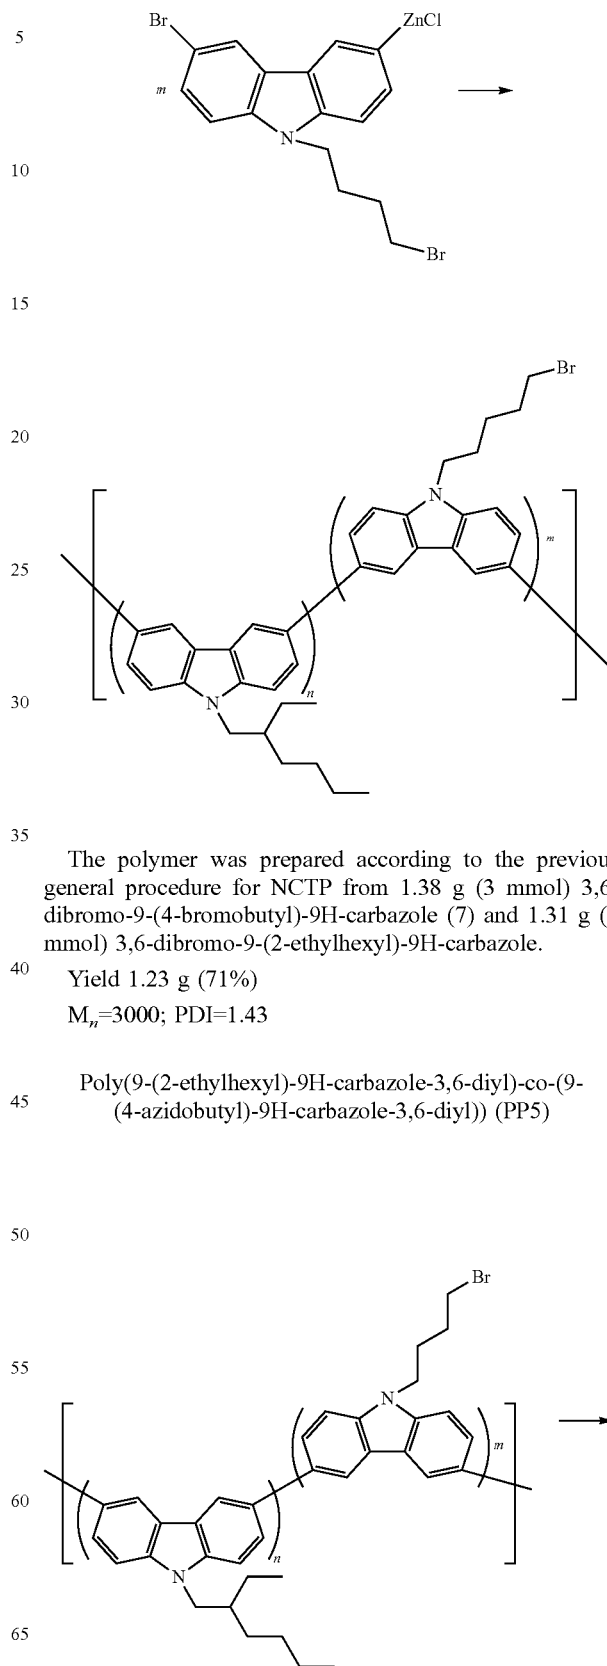 5
Br
ZnCl
m
N
10
Br
15
Br
20
N
m
25
n
30
N
35
The polymer was prepared according to the previou
general procedure for NCTP from 1.38 g (3 mmol) 3,6
dibromo-9-(4-bromobutyl)-9H-carbazole (7) and 1.31 g (
mmol) 3,6-dibromo-9-(2-ethylhexyl)-9H-carbazole.
40
Yield 1.23 g (71%)
Mn=3000; PDI=1.43
Poly(9-(2-ethylhexyl)-9H-carbazole-3,6-diyl)-co-(9-
45
(4-azidobutyl)-9H-carbazole-3,6-diyl)) (PP5)
50
Br
55
N
m
60
n
N
65